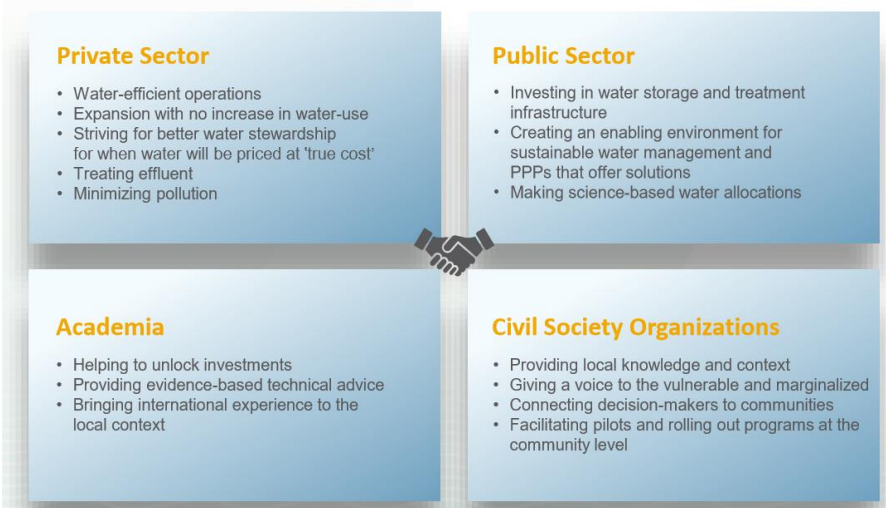 Private Sector
• Water-efficient operations
• Expansion with no increase in water-use
• Striving for better water stewardship
for when water will be priced at 'true cost'
• Treating effluent
• Minimizing pollution
Public Sector
• Investing in water storage and treatment
infrastructure
• Creating an enabling environment for
sustainable water management and
PPPs that offer solutions
• Making science-based water allocations
Academia
• Helping to unlock investments
• Providing evidence-based technical advice
• Bringing international experience to the
local context
Civil Society Organizations
• Providing local knowledge and context
• Giving a voice to the vulnerable and marginalized
• Connecting decision-makers to communities
• Facilitating pilots and rolling out programs at the
community level